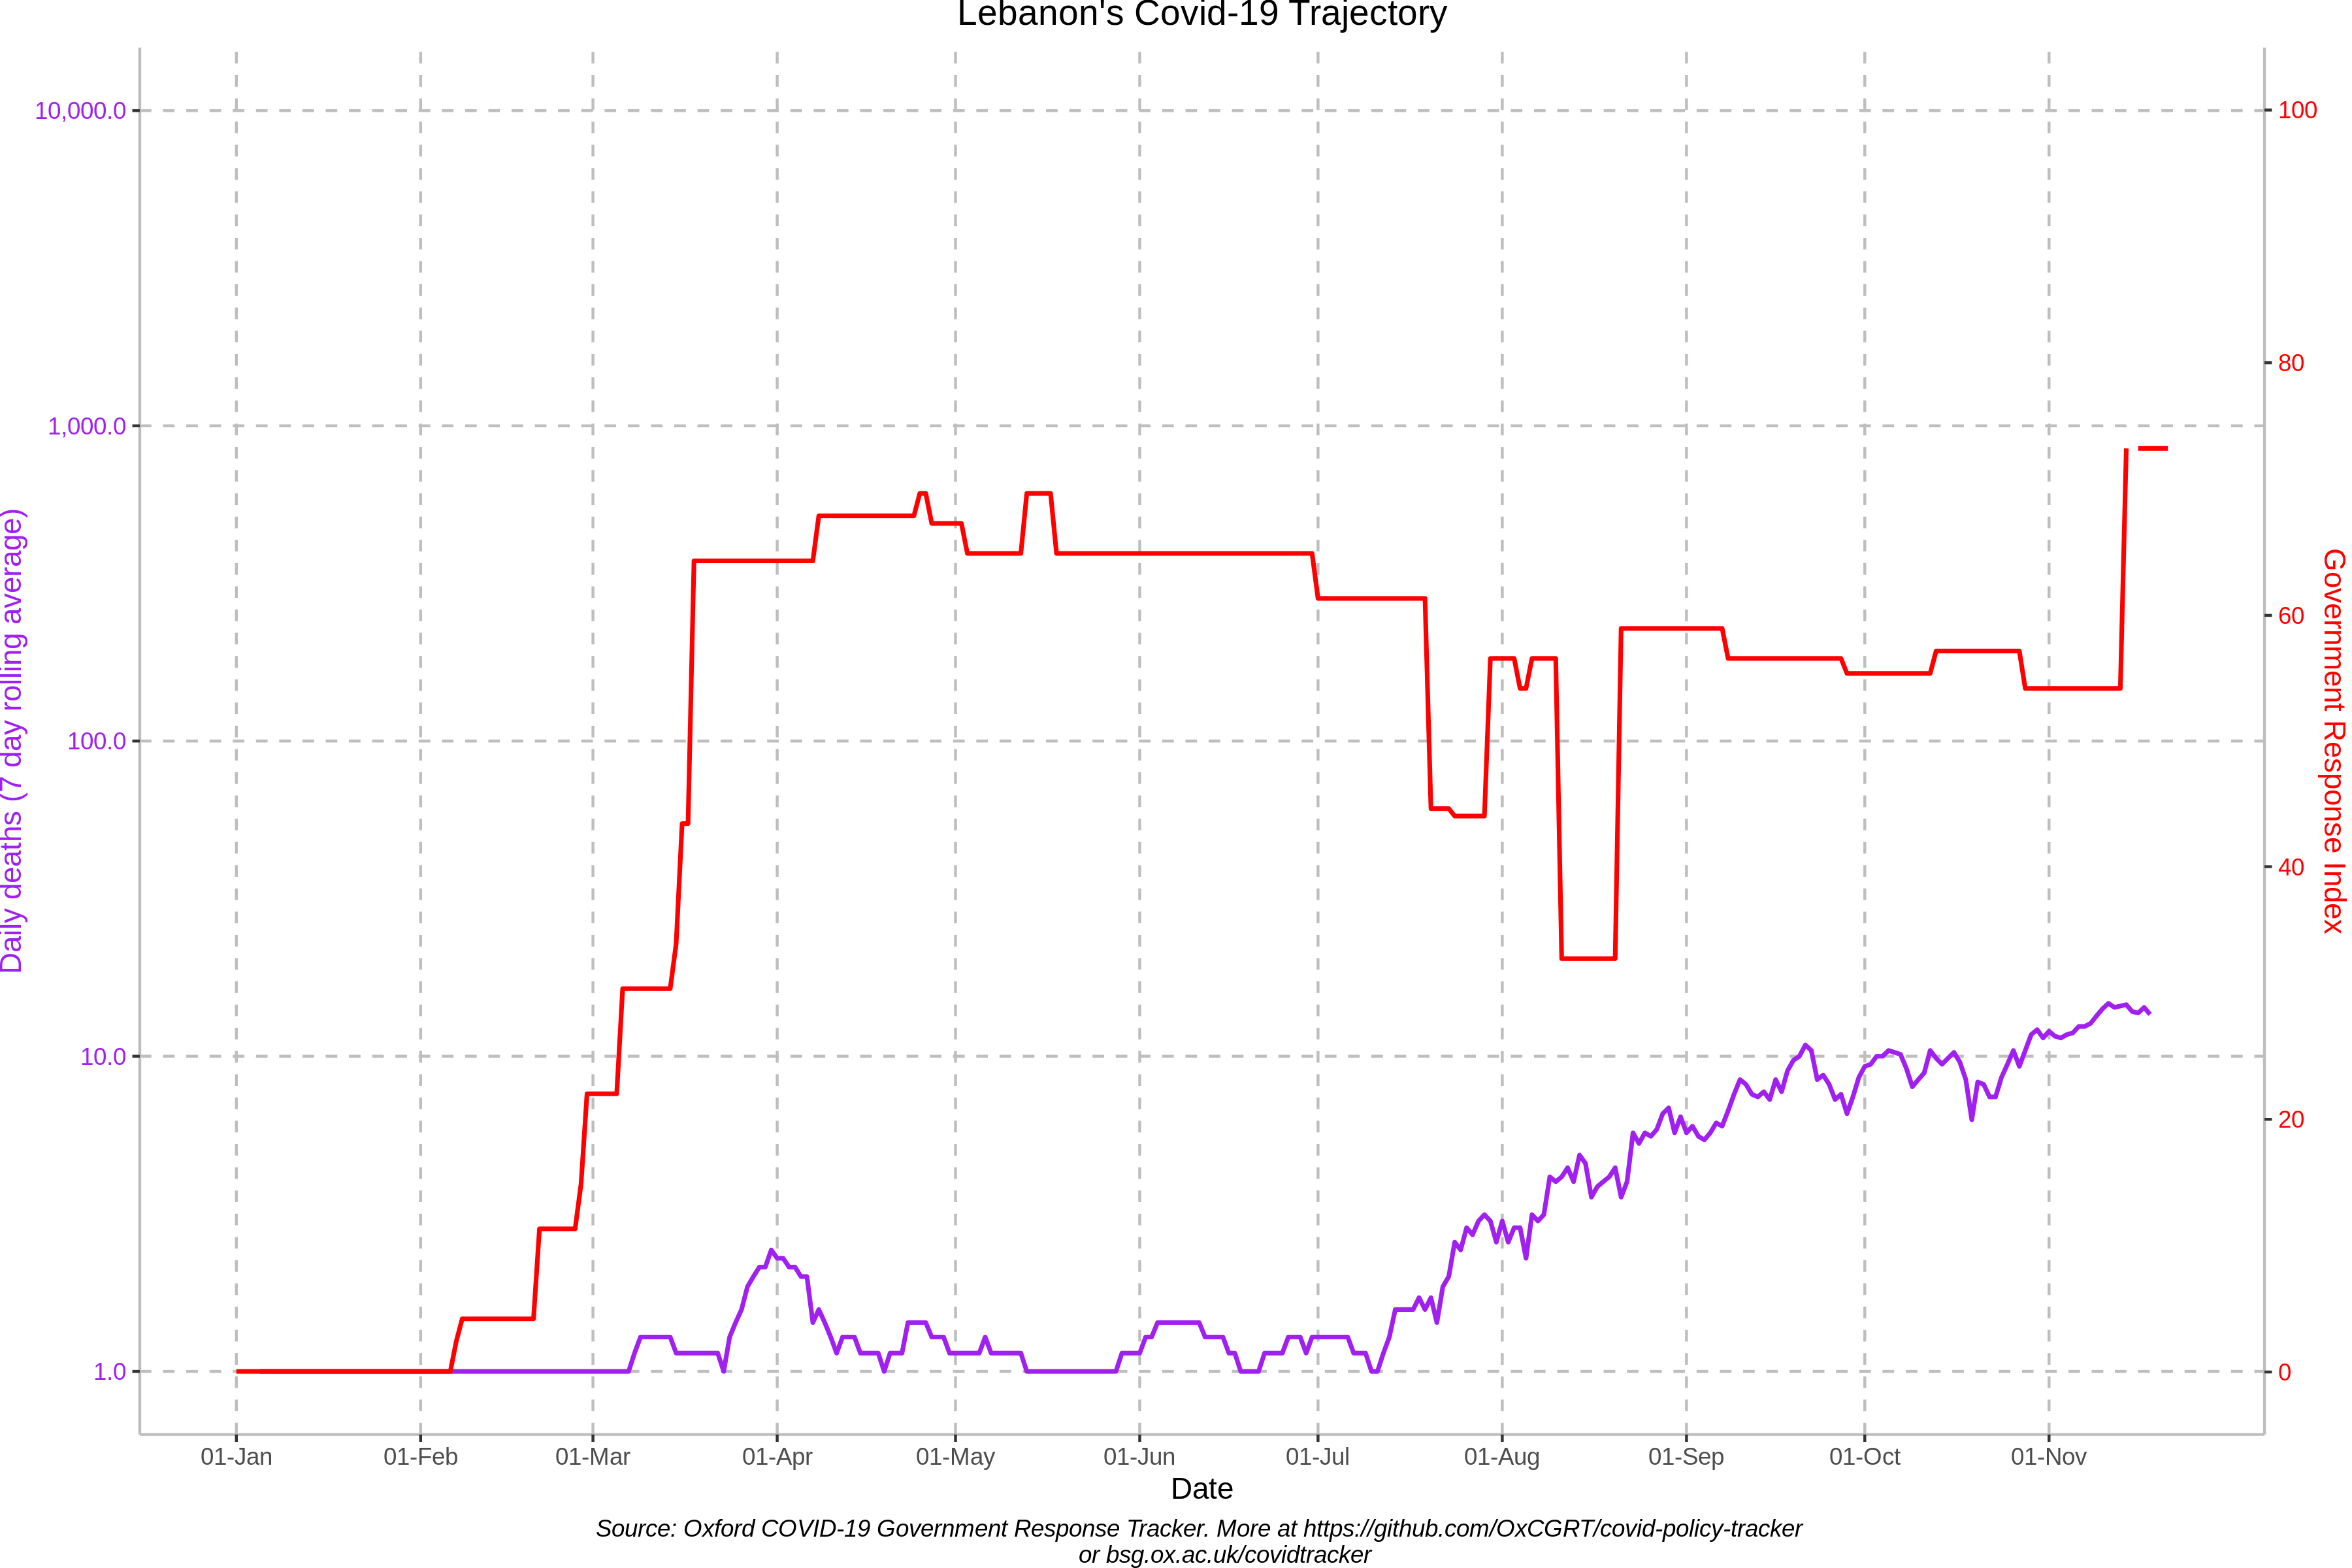 Lebanon's Covid-19 Trajectory
Daily deaths (7 day rolling average)
10,000.0
1,000.0
100.0
10.0
1.0
100
80
60
40
20
0
Government Response Index
01-Jan
01-Feb
01-Mar
01-Apr
01-May
01-Jun
01-Jul
01-Aug
01-Sep
01-Oct
01-Nov
Date
Source: Oxford COVID-19 Government Response Tracker. More at https://github.com/OxCGRT/covid-policy-tracker
or bsg.ox.ac.uk/covidtracker